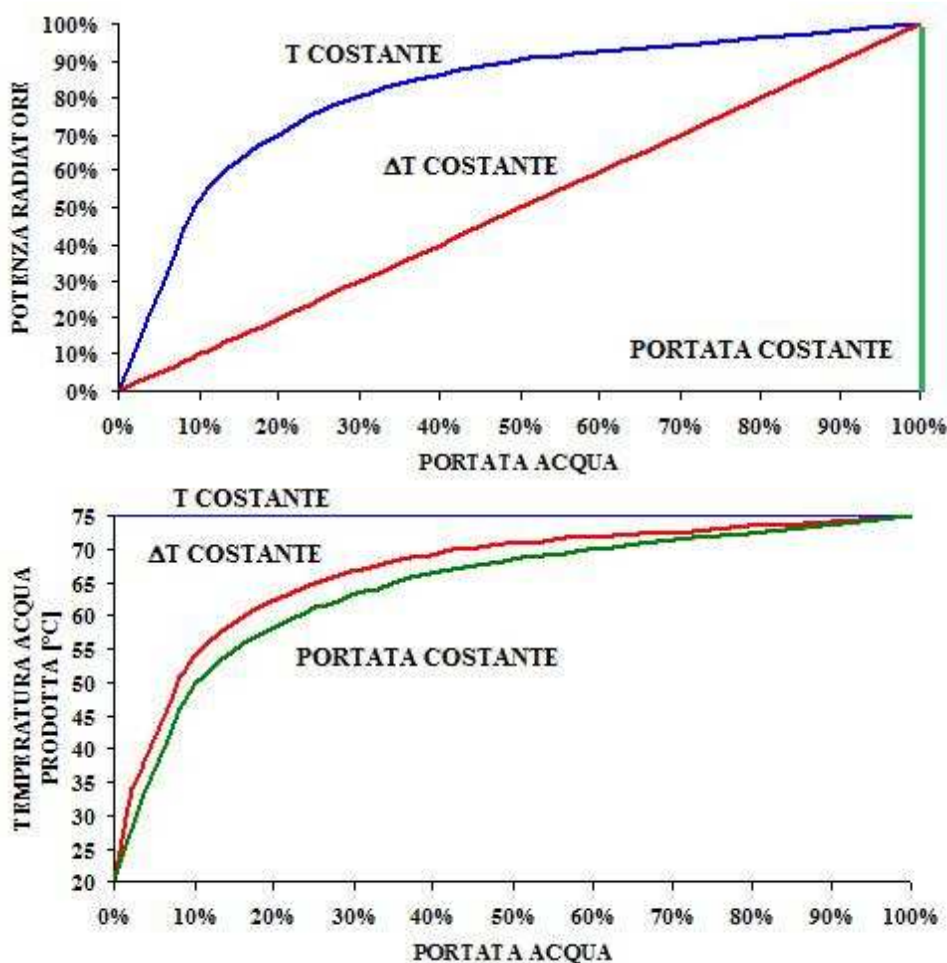 100%
90%
80%
70%
60%
50%
40%
30%
20%
10%
0%
POTENZA RADIATORE
T COSTANTE
ΔT COSTANTE
PORTATA COSTANTE
0% 10% 20% 30% 40% 50% 60% 70% 80% 90% 100%
PORTATA ACQUA
T COSTANTE
75
70
65
60
55
50
45
40
35
30
25
20
TEMPERATURA ACQUA
PRODOTTA [°C]
ΔT COSTANTE
PORTATA COSTANTE
0% 10% 20% 30% 40% 50% 60% 70% 80% 90% 100%
PORTATA ACQUA